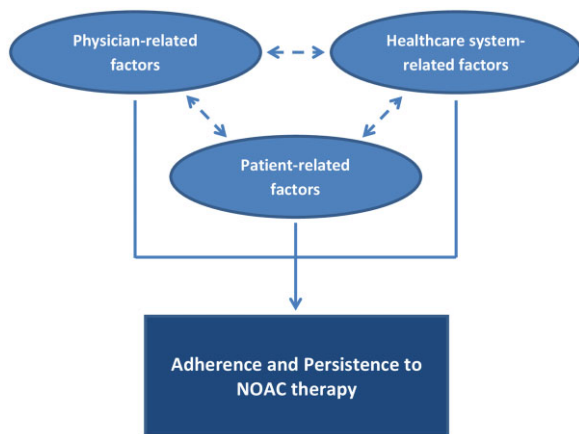 Physician-related
factors
Healthcare system-
related factors
Patient-related
factors
Adherence and Persistence to
NOAC therapy